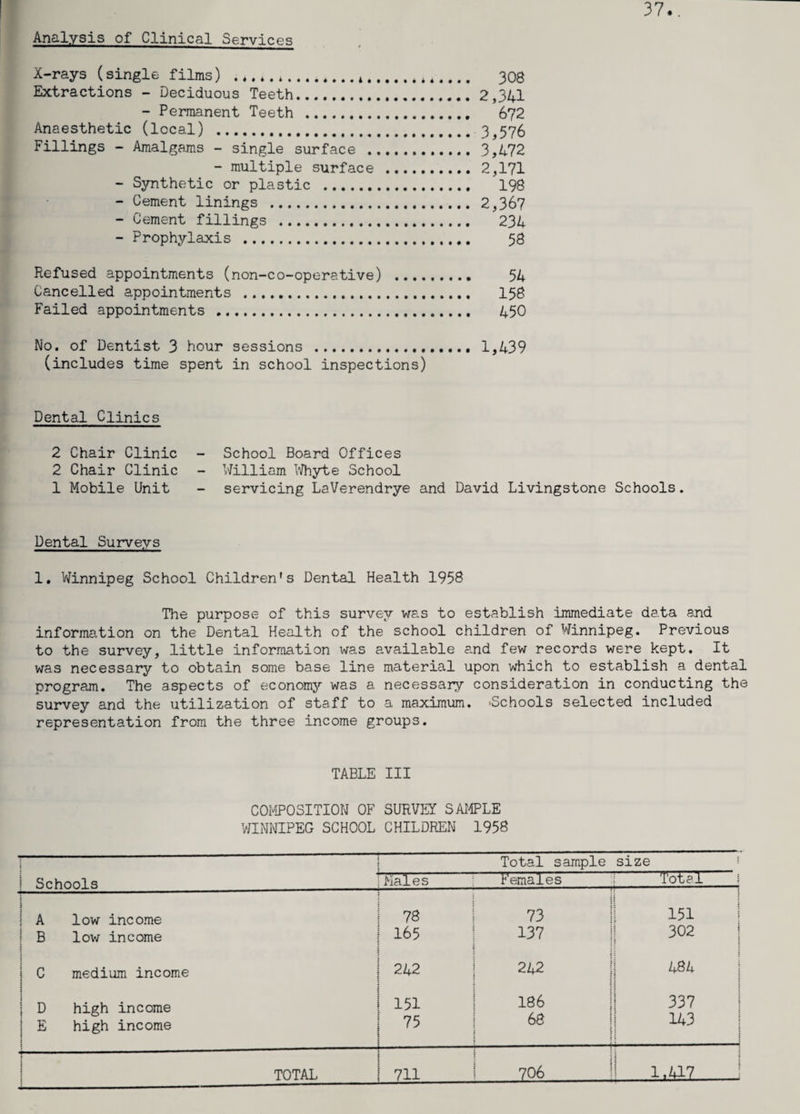 37..
Analysis of Clinical Services
X-rays (single films) ............................ 308
Extractions - Deciduous Teeth..................... 2,341
- Permanent Teeth .................... 672
Anaesthetic (local) .............................. 3,576
Fillings - Amalgams - single surface ............. 3,472
- multiple surface ........... 2,171
- Synthetic or plastic .................. 198
- Cement linings ........................ 2,367
- Cement fillings ....................... 234
- Prophylaxis ........................... 58
Refused appointments (non-co-operative) .......... 54
Cancelled appointments ........................... 158
Failed appointments .............................. 450
No. of Dentist 3 hour sessions ................... 1,439
(includes time spent in school inspections)
Dental Clinics
2 Chair Clinic - School Board Offices
2 Chair Clinic - William Whyte School
1 Mobile Unit - servicing LaVerendrye and David Livingstone Schools.
Dental Surveys
1. Winnipeg School Children's Dental Health 1958
The purpose of this survey was to establish immediate data and
information on the Dental Health of the school children of Winnipeg. Previous
to the survey, little information was available and few records were kept. It
was necessary to obtain some base line material upon which to establish a dental
program. The aspects of economy was a necessary consideration in conducting the
survey and the utilization of staff to a maximum. Schools selected included
representation from the three income groups.
TABLE III
COMPOSITION OF SURVEY SAMPLE
WINNIPEG SCHOOL CHILDREN 1958
Total sample size
Schools Males Females Total
A low income 78 73 151
B low income 165 137 302
C medium income 242 242 484
D high income 151 186 337
E high income 75 68 143
TOTAL 711 706 1,417